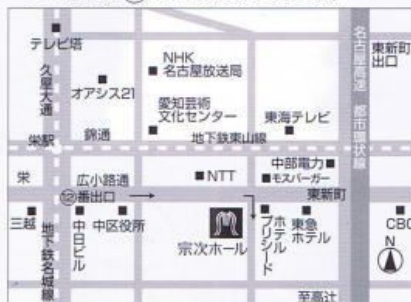 テレビ塔
久屋大通
NHK
名古屋放送局
名古屋高速 都市環状線
東新町
出口
オアシス21
愛知芸術
文化センター
東海テレビ
錦通
栄駅
地下鉄東山線
中部電力
モスバーガー
栄
広小路通
NTT
東新町
⑫番出口
三越
地下鉄名城線
中日ビル
中区役所
宗次ホール
ホテル
プリシード
東急
ホテル
CBC
N
至高辻